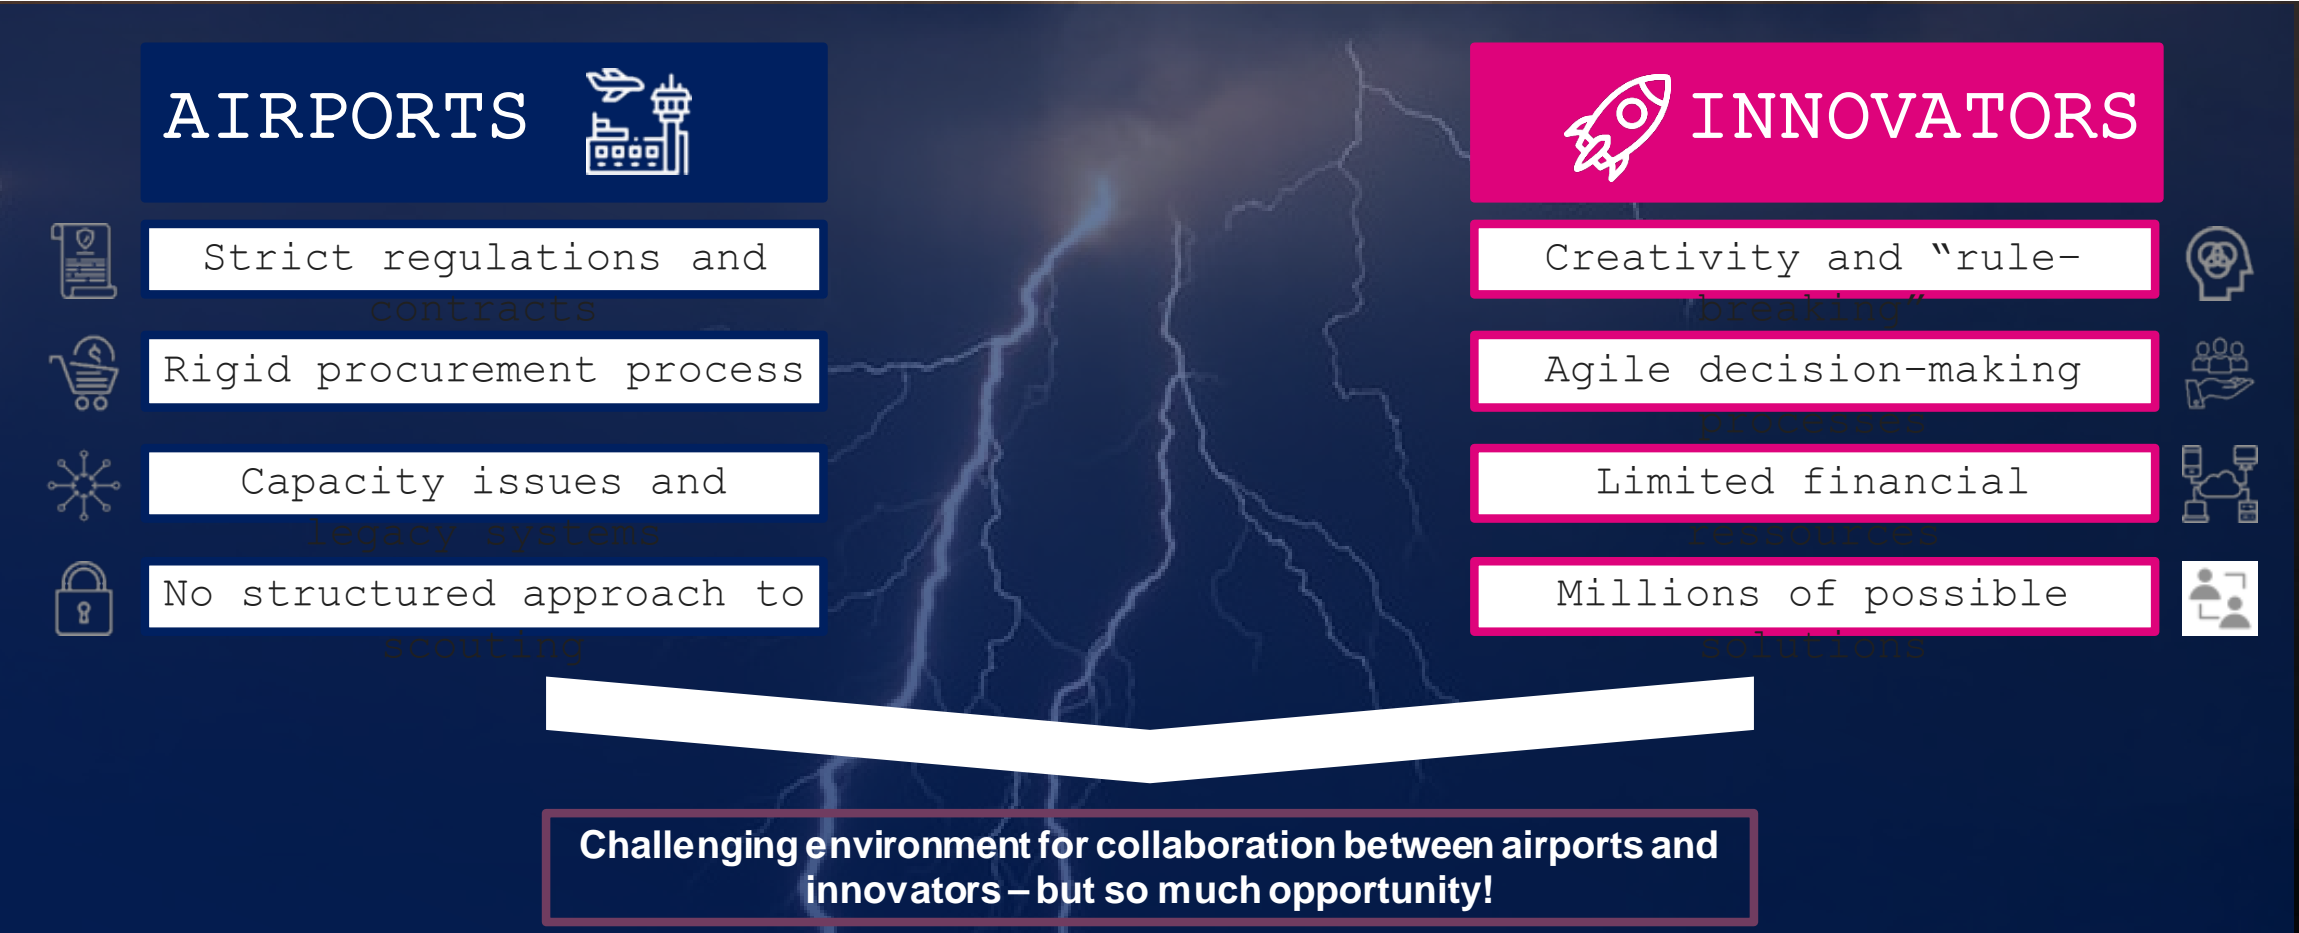 AIRPORTS
Strict regulations and
contracts
Rigid procurement process
Capacity issues and
legacy systems
No structured approach to
scouting
INNOVATORS
Creativity and “rule-
breaking”
Agile decision-making
processes
Limited financial
ressources
Millions of possible
solutions
Challenging environment for collaboration between airports and
innovators – but so much opportunity!